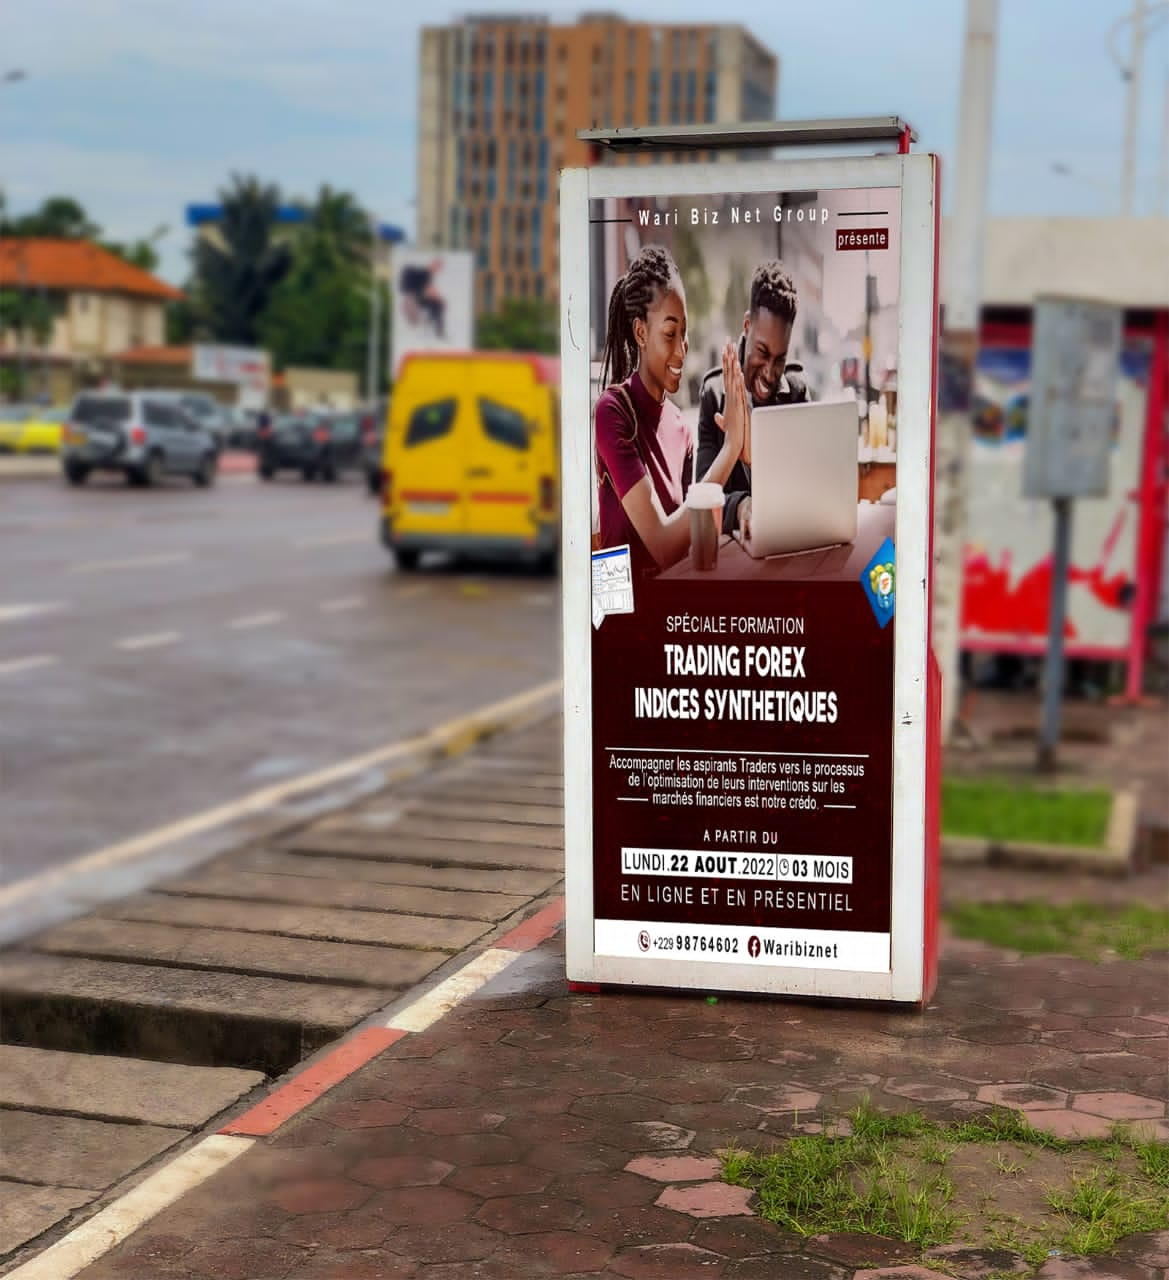 Wari Biz Net Group
présente
SPÉCIALE FORMATION
TRADING FOREX
INDICES SYNTHETIQUES
Accompagner les aspirants Traders vers le processus
de l'optimisation de leurs interventions sur les
marchés financiers est notre crédo.
A PARTIR DU
LUNDI.22 AOUT.2022 03 MOIS
EN LIGNE ET EN PRÉSENTIEL
+229 98764602 Waribiznet